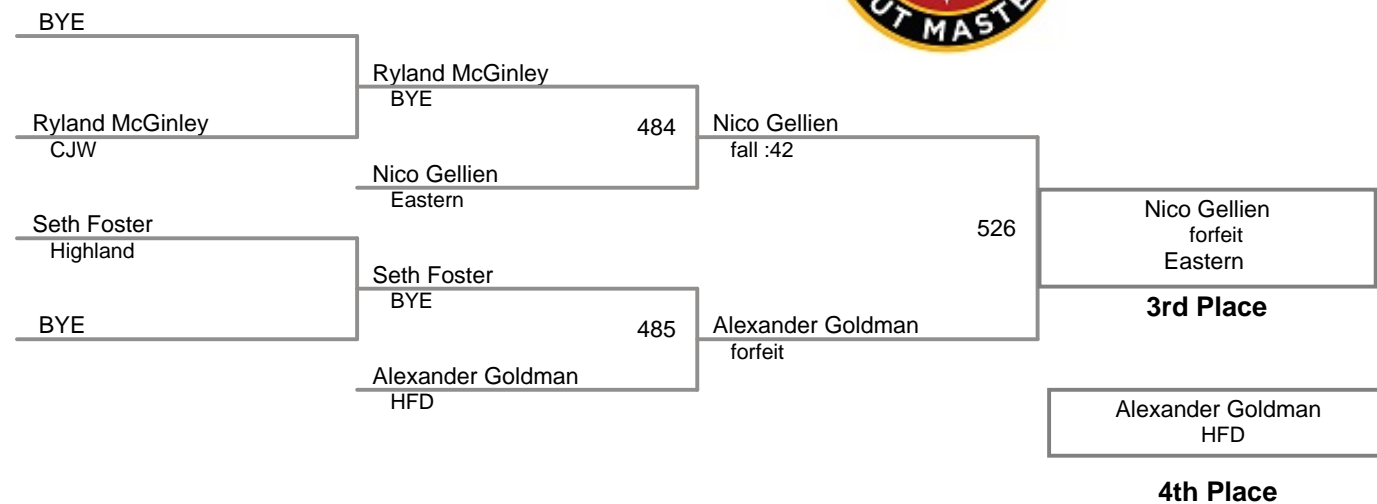 UT MASTE
BYE
Ryland McGinley
BYE
Ryland McGinley
CJW
484
Nico Gellien
fall :42
Nico Gellien
Eastern
Seth Foster
Highland
526
Nico Gellien
forfeit
Eastern
Seth Foster
BYE
3rd Place
BYE
485
Alexander Goldman
forfeit
Alexander Goldman
HFD
Alexander Goldman
HFD
4th Place